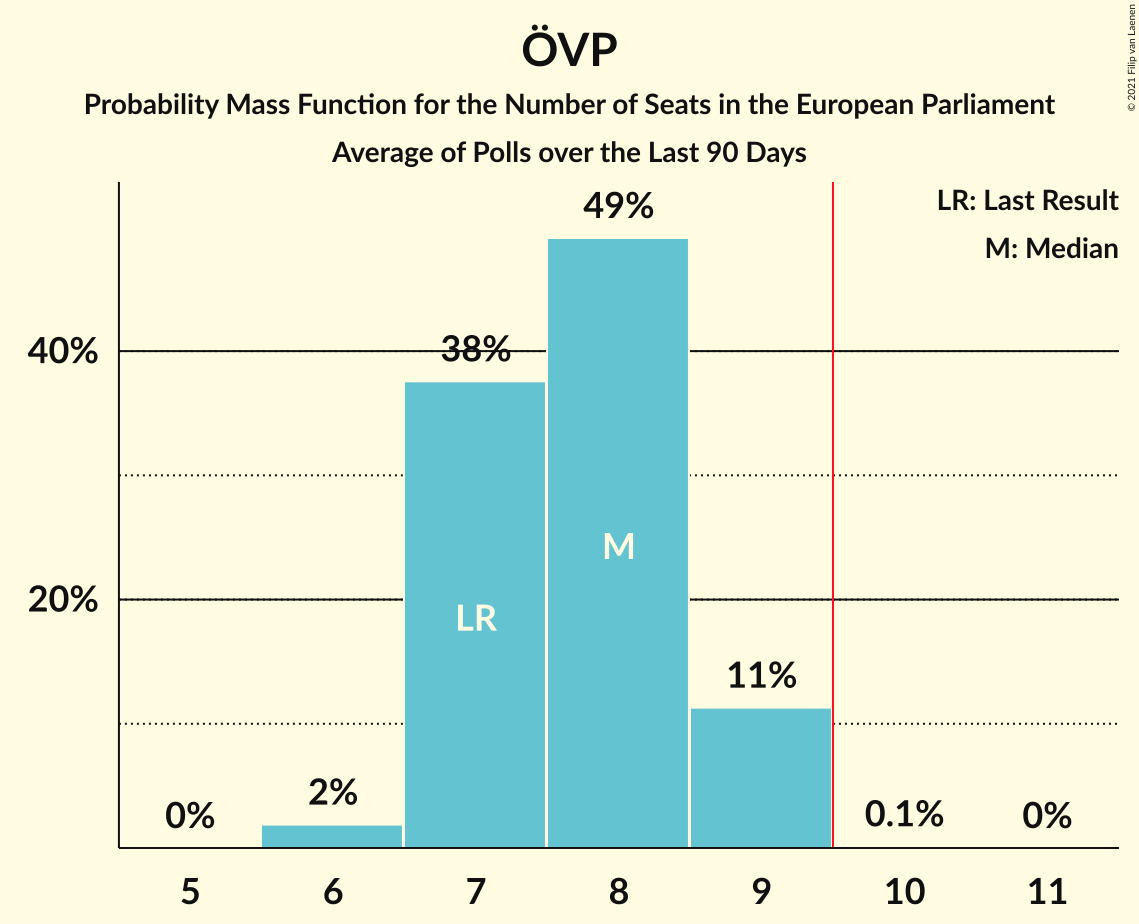 ÖVP
Probability Mass Function for the Number of Seats in the European Parliament
Average of Polls over the Last 90 Days
© 2021 Filip van Laenen
LR: Last Result
M: Median
49%
38%
40%
M
20%
LR
11%
2%
0%
0.1%
0%
5 6 7 8 9 10 11